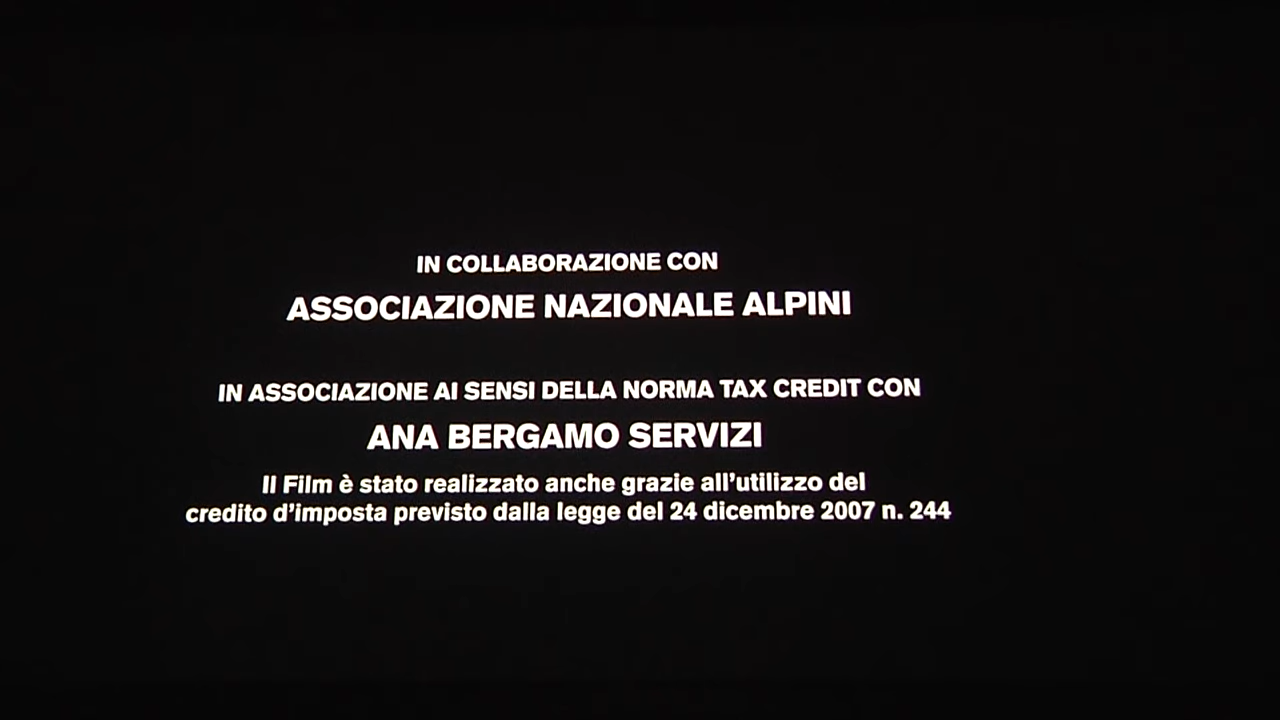 IN COLLABORAZIONE CON
ASSOCIAZIONE NAZIONALE ALPINI
IN ASSOCIAZIONE AI SENSI DELLA NORMA TAX CREDIT CON
ANA BERGAMO SERVIZI
Il Film è stato realizzato anche grazie all'utilizzo del
credito d'imposta previsto dalla legge del 24 dicembre 2007 n. 244